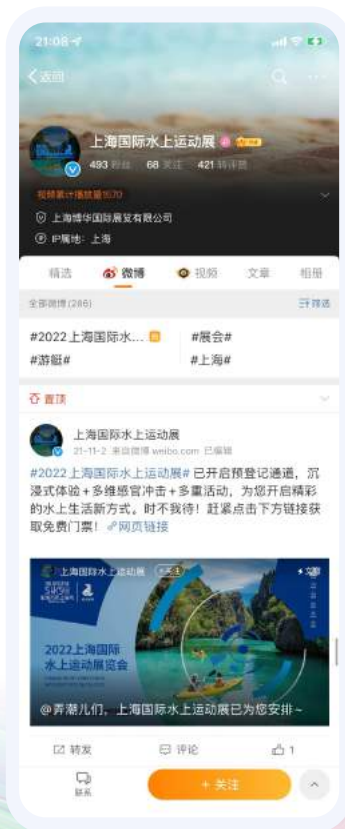 21:08
返回
上海国际水上运动展
493 粉丝 68 关注 421 转评赞
视频累计播放量1570
上海博华国际展览有限公司
IP属地：上海
精选 微博 视频 文章 相册
全部微博(286) 筛选
#2022上海国际水... #展会#
#游艇# #上海#
置顶
上海国际水上运动展
21-11-2 来自微博 weibo.com 已编辑
#2022上海国际水上运动展# 已开启预登记通道，沉
浸式体验+多维感官冲击+多重活动，为您开启精彩
的水上生活新方式。时不我待！赶紧点击下方链接获
取免费门票！网页链接
上海国际水上运动展 +关注
2022上海国际
水上运动展览会
@弄潮儿们，上海国际水上运动展已为您安排~
转发 评论 1
联系 +关注